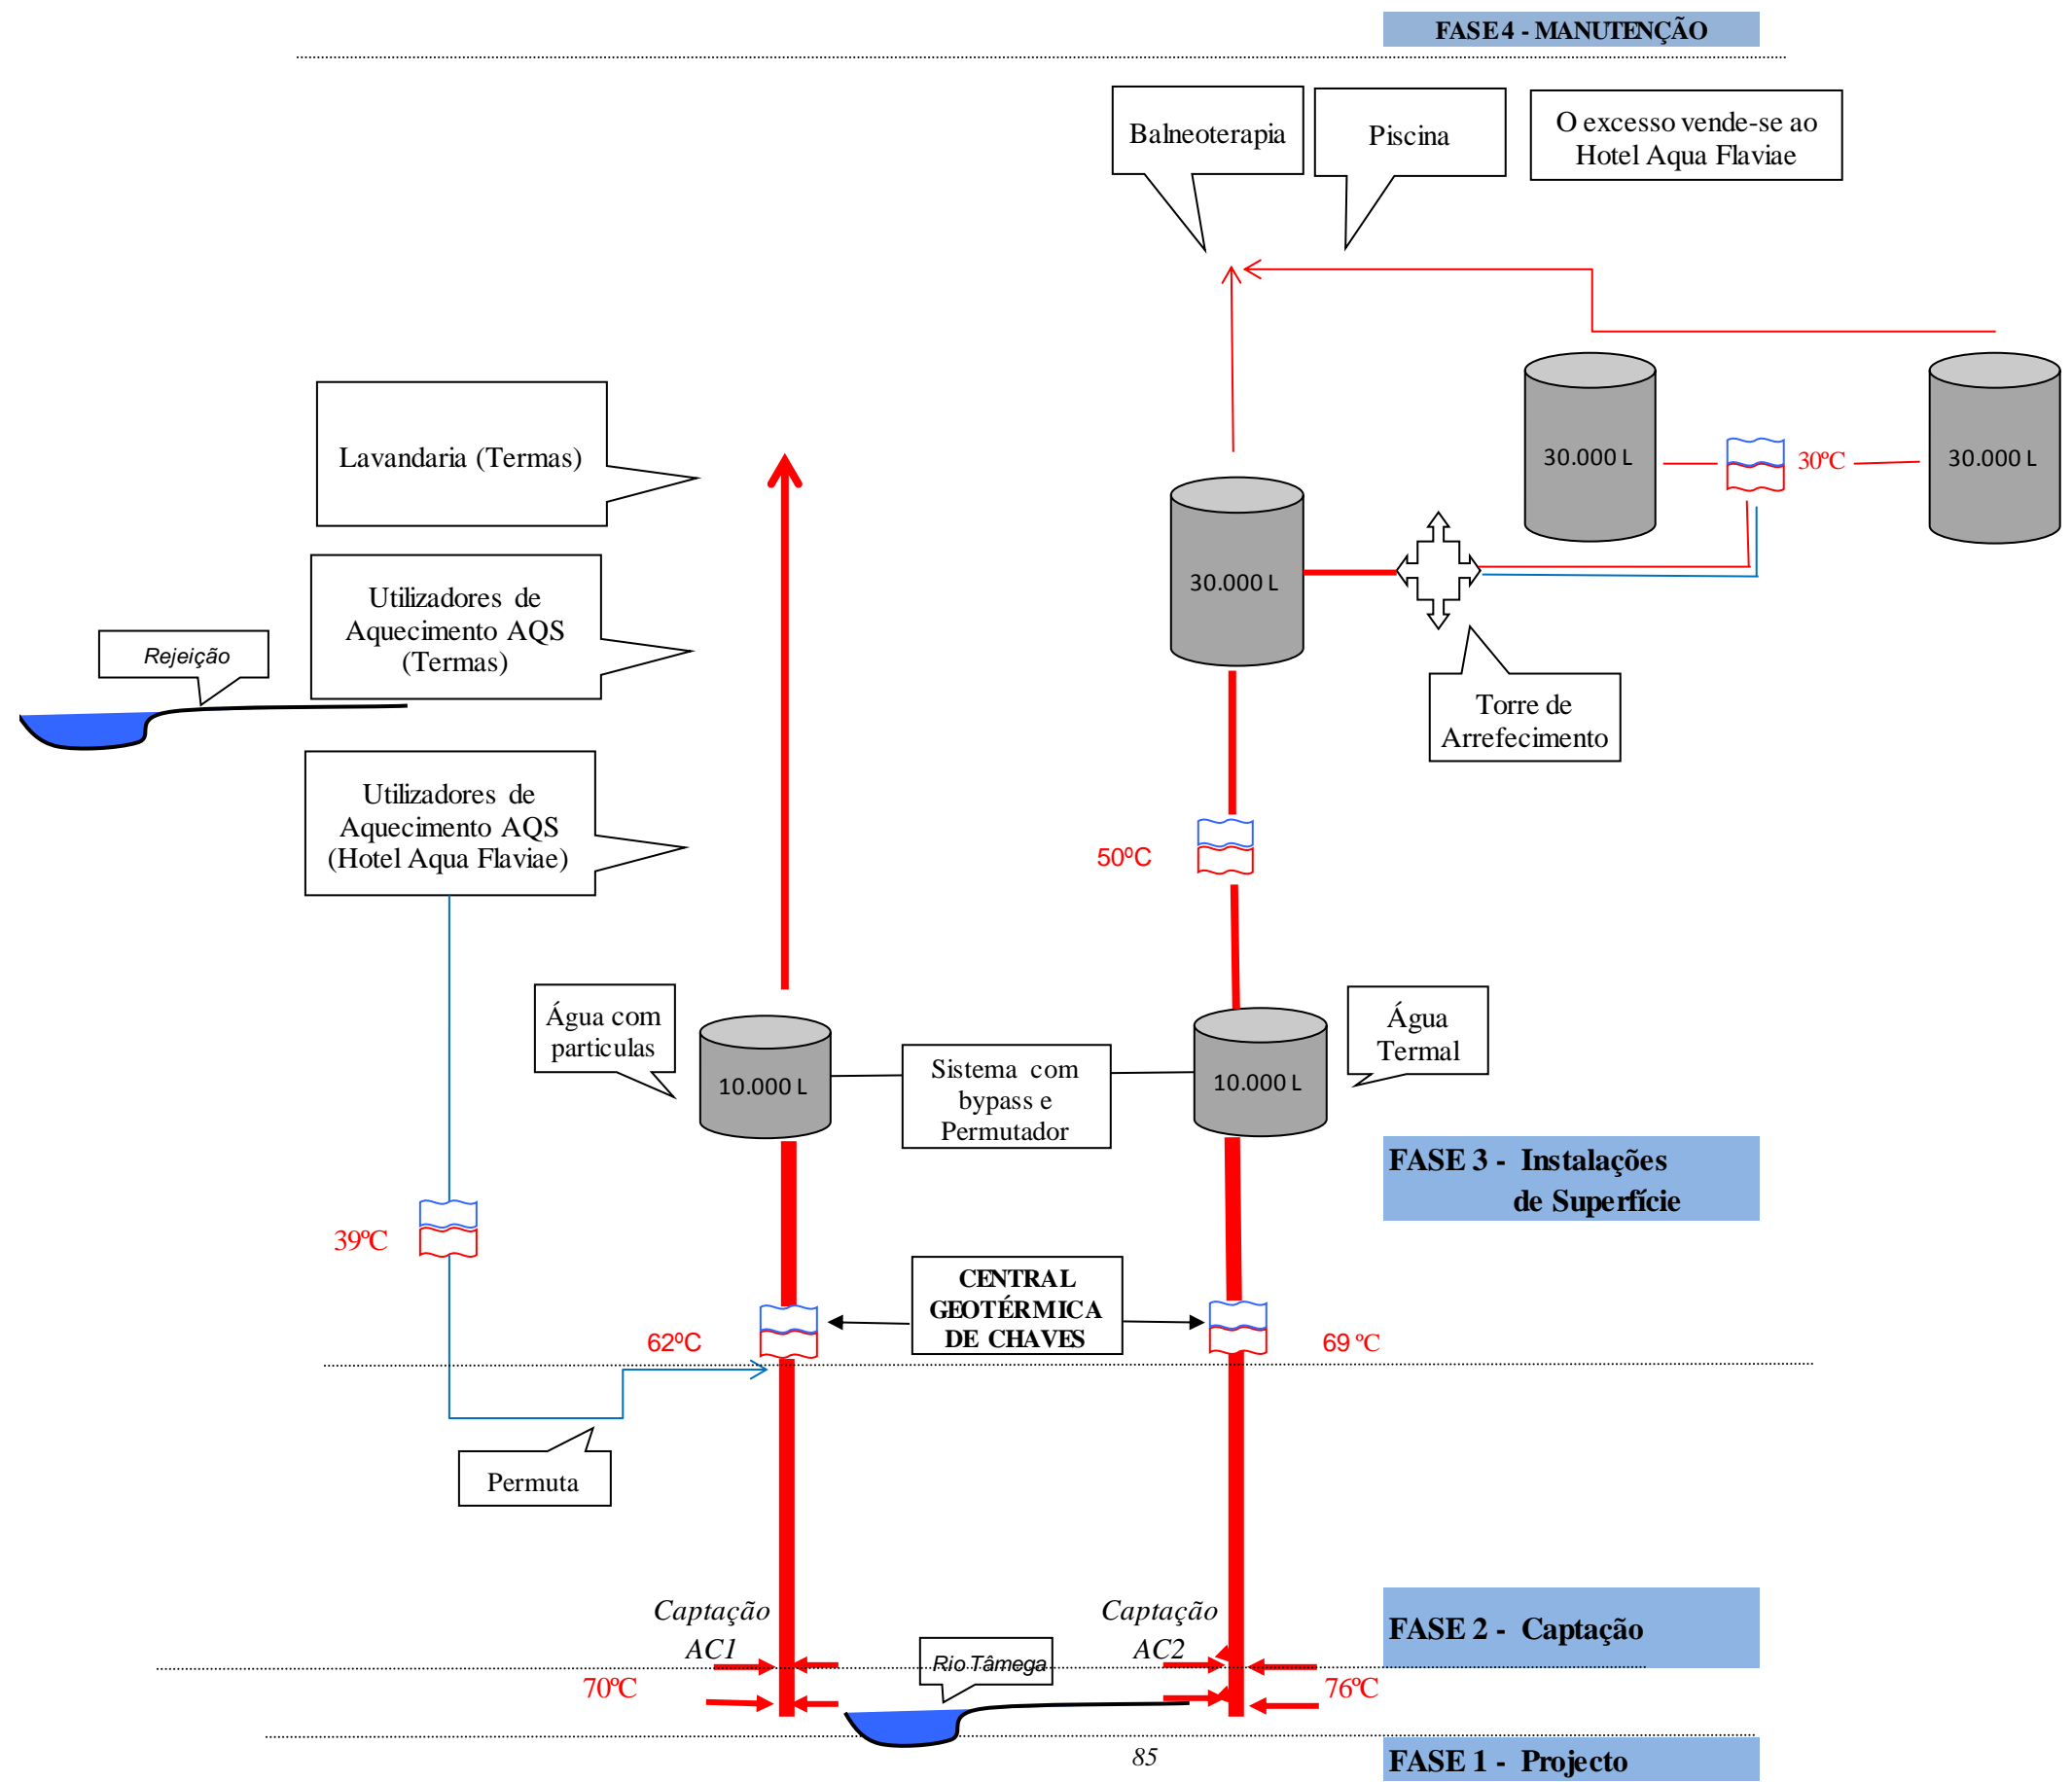 FASE 4 - MANUTENÇÃO
Balneoterapia
Piscina
O excesso vende-se ao
Hotel Aqua Flaviae
Lavandaria (Termas)
30.000 L
30ºC
30.000 L
30.000 L
Utilizadores de
Aquecimento AQS
(Termas)
Rejeição
Torre de
Arrefecimento
Utilizadores de
Aquecimento AQS
(Hotel Aqua Flaviae)
50ºC
Água com
particulas
10.000 L
Sistema com
bypass e
Permutador
10.000 L
Água
Termal
FASE 3 - Instalações
de Superfície
39ºC
CENTRAL
GEOTÉRMICA
DE CHAVES
62ºC
69 ºC
Permuta
Captação
AC1
Captação
AC2
FASE 2 - Captação
70ºC
Rio Tâmega
76ºC
85
FASE 1 - Projecto